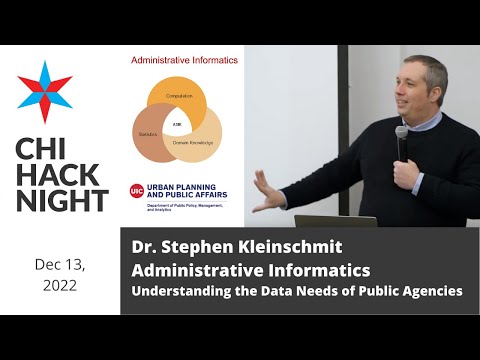 CHI
HACK
NIGHT
Dec 13,
2022
Administrative Informatics
Computation
Statistics
ASK
Domain Knowledge
UIC URBAN PLANNING
AND PUBLIC AFFAIRS
Department of Public Policy, Management,
and Analytics
Dr. Stephen Kleinschmit
Administrative Informatics
Understanding the Data Needs of Public Agencies